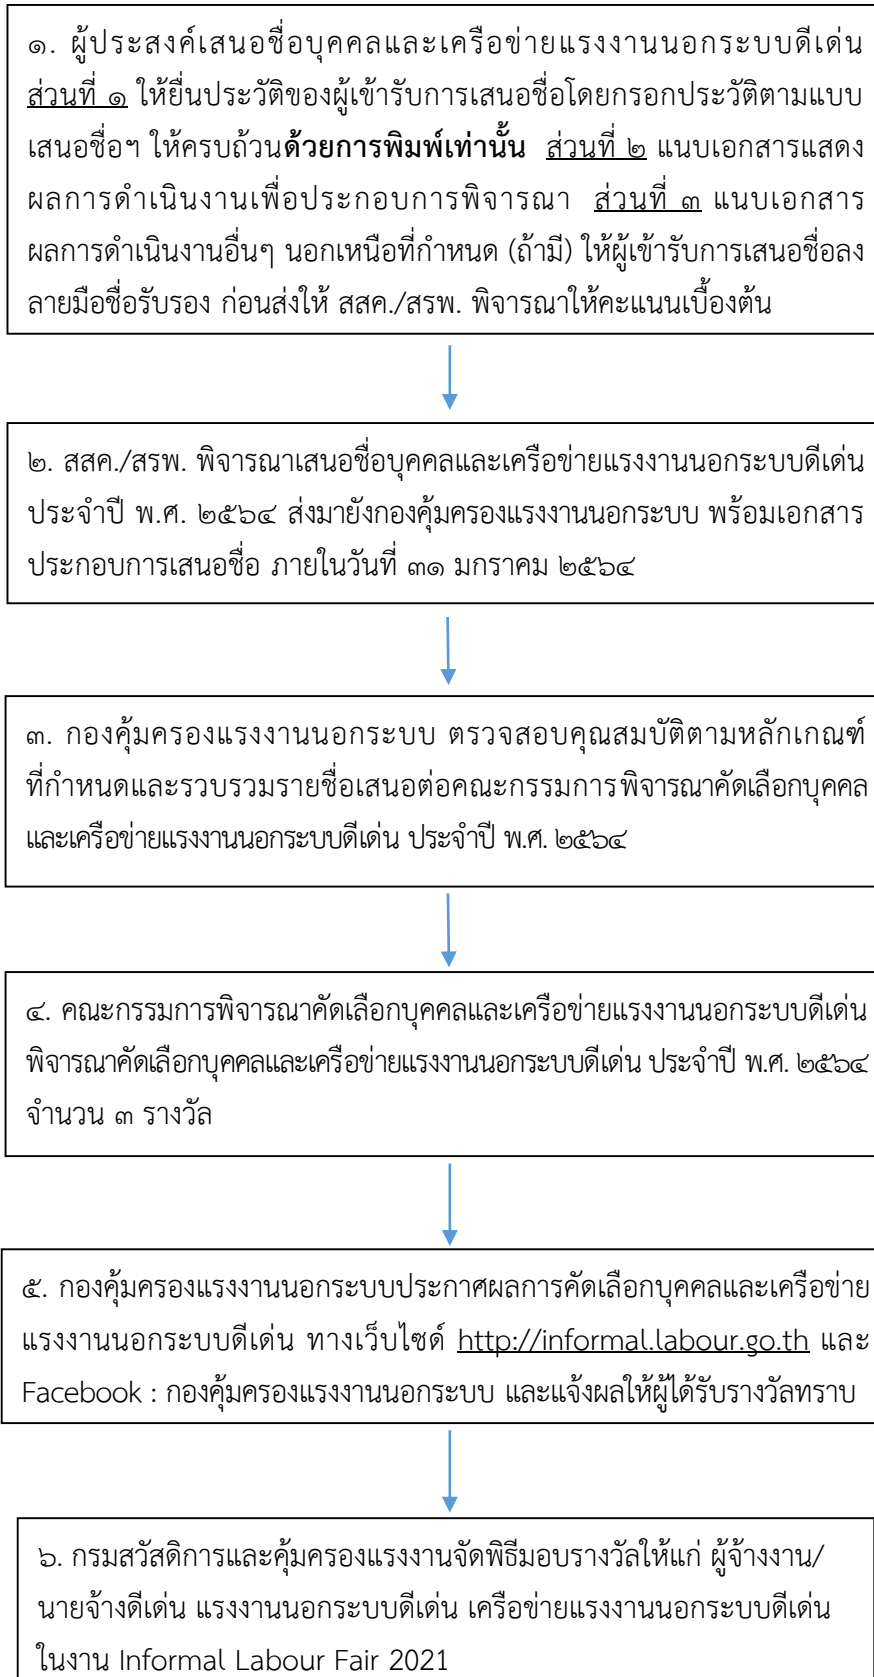 ๑. ผู้ประสงค์เสนอชื่อบุคคลและเครือข่ายแรงงานนอกระบบดีเด่น
ส่วนที่ ๑ ให้ยื่นประวัติของผู้เข้ารับการเสนอชื่อโดยกรอกประวัติตามแบบ
เสนอชื่อฯ ให้ครบถ้วนด้วยการพิมพ์เท่านั้น ส่วนที่ ๒ แนบเอกสารแสดง
ผลการดำเนินงานเพื่อประกอบการพิจารณา ส่วนที่ ๓ แนบเอกสาร
ผลการดำเนินงานอื่นๆ นอกเหนือที่กำหนด (ถ้ามี) ให้ผู้เข้ารับการเสนอชื่อลง
ลายมือชื่อรับรอง ก่อนส่งให้ สสค./สรพ. พิจารณาให้คะแนนเบื้องต้น
๒. สสค./สรพ. พิจารณาเสนอชื่อบุคคลและเครือข่ายแรงงานนอกระบบดีเด่น
ประจำปี พ.ศ. ๒๕๖๔ ส่งมายังกองคุ้มครองแรงงานนอกระบบ พร้อมเอกสาร
ประกอบการเสนอชื่อ ภายในวันที่ ๓๑ มกราคม ๒๕๖๔
๓. กองคุ้มครองแรงงานนอกระบบ ตรวจสอบคุณสมบัติตามหลักเกณฑ์
ที่กำหนดและรวบรวมรายชื่อเสนอต่อคณะกรรมการพิจารณาคัดเลือกบุคคล
และเครือข่ายแรงงานนอกระบบดีเด่น ประจำปี พ.ศ. ๒๕๖๔
๔. คณะกรรมการพิจารณาคัดเลือกบุคคลและเครือข่ายแรงงานนอกระบบดีเด่น
พิจารณาคัดเลือกบุคคลและเครือข่ายแรงงานนอกระบบดีเด่น ประจำปี พ.ศ. ๒๕๖๔
จำนวน ๓ รางวัล
๕. กองคุ้มครองแรงงานนอกระบบประกาศผลการคัดเลือกบุคคลและเครือข่าย
แรงงานนอกระบบดีเด่น ทางเว็บไซด์ http://informal.labour.go.th และ
Facebook : กองคุ้มครองแรงงานนอกระบบ และแจ้งผลให้ผู้ได้รับรางวัลทราบ
๖. กรมสวัสดิการและคุ้มครองแรงงานจัดพิธีมอบรางวัลให้แก่ ผู้จ้างงาน/
นายจ้างดีเด่น แรงงานนอกระบบดีเด่น เครือข่ายแรงงานนอกระบบดีเด่น
ในงาน Informal Labour Fair 2021